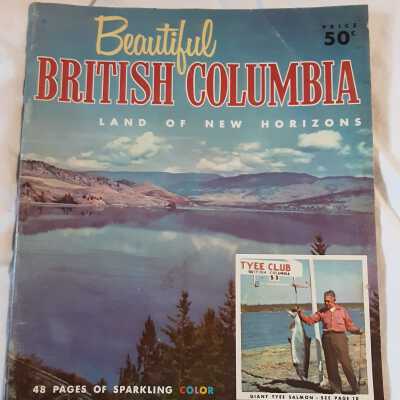 Beautiful
PRICE
50¢
BRITISH COLUMBIA
LAND OF NEW HORIZONS
TYEE CLUB
BRITISH COLUMBIA
48 PAGES OF SPARKLING COLOR
GIANT TYEE SALMON - SEE PAGE 18